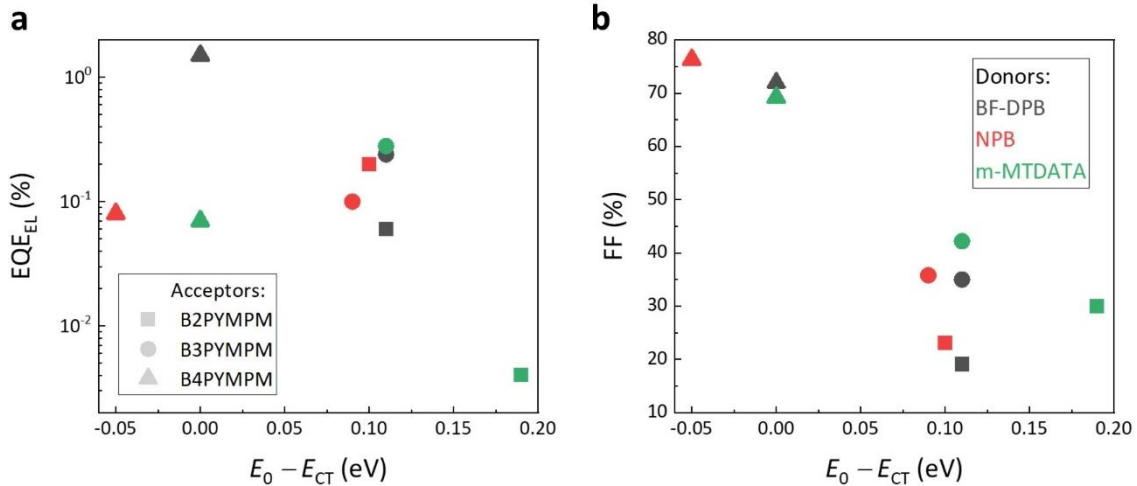 a
EQE_EL (%)
10^0
10^-1
10^-2
Acceptors:
B2PYMPM
B3PYMPM
B4PYMPM
-0.05 0.00 0.05 0.10 0.15 0.20
E_0 − E_CT (eV)
b
FF (%)
80
70
60
50
40
30
20
10
Donors:
BF-DPB
NPB
m-MTDATA
-0.05 0.00 0.05 0.10 0.15 0.20
E_0 − E_CT (eV)